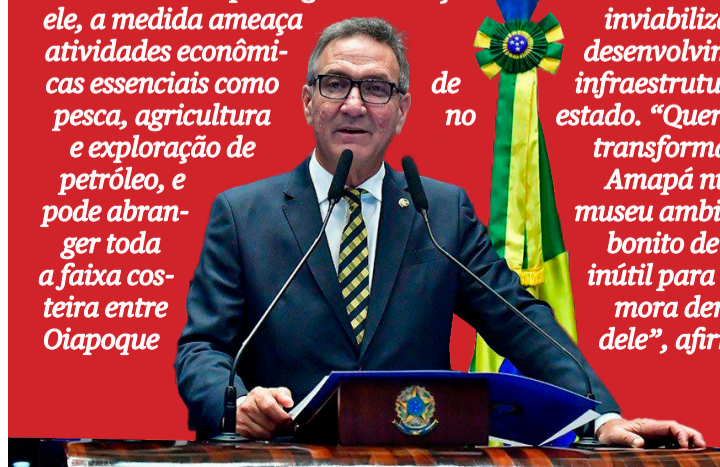 ele, a medida ameaça
atividades econômi-
cas essenciais como
pesca, agricultura
e exploração de
petróleo, e
pode abran-
ger toda
a faixa cos-
teira entre
Oiapoque
de
no
inviabiliza
desenvolvim
infraestrutu
estado. “Quer
transforma
Amapá n
museu ambi
bonito de
inútil para
mora den
dele”, afir